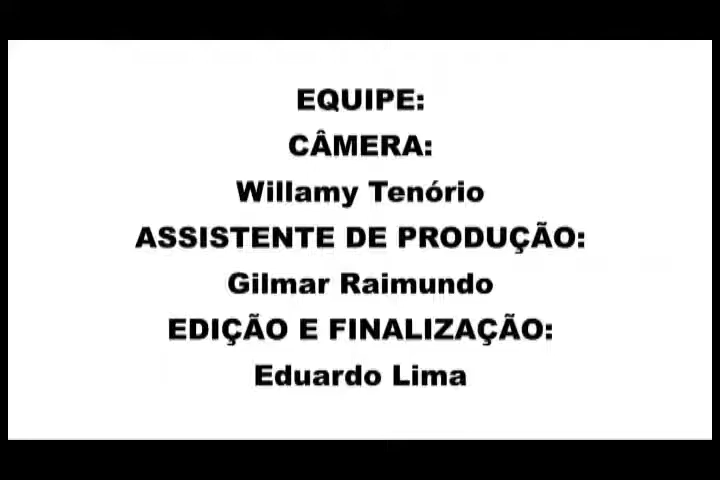 EQUIPE:
CÂMERA:
Willamy Tenório
ASSISTENTE DE PRODUÇÃO:
Gilmar Raimundo
EDIÇÃO E FINALIZAÇÃO:
Eduardo Lima